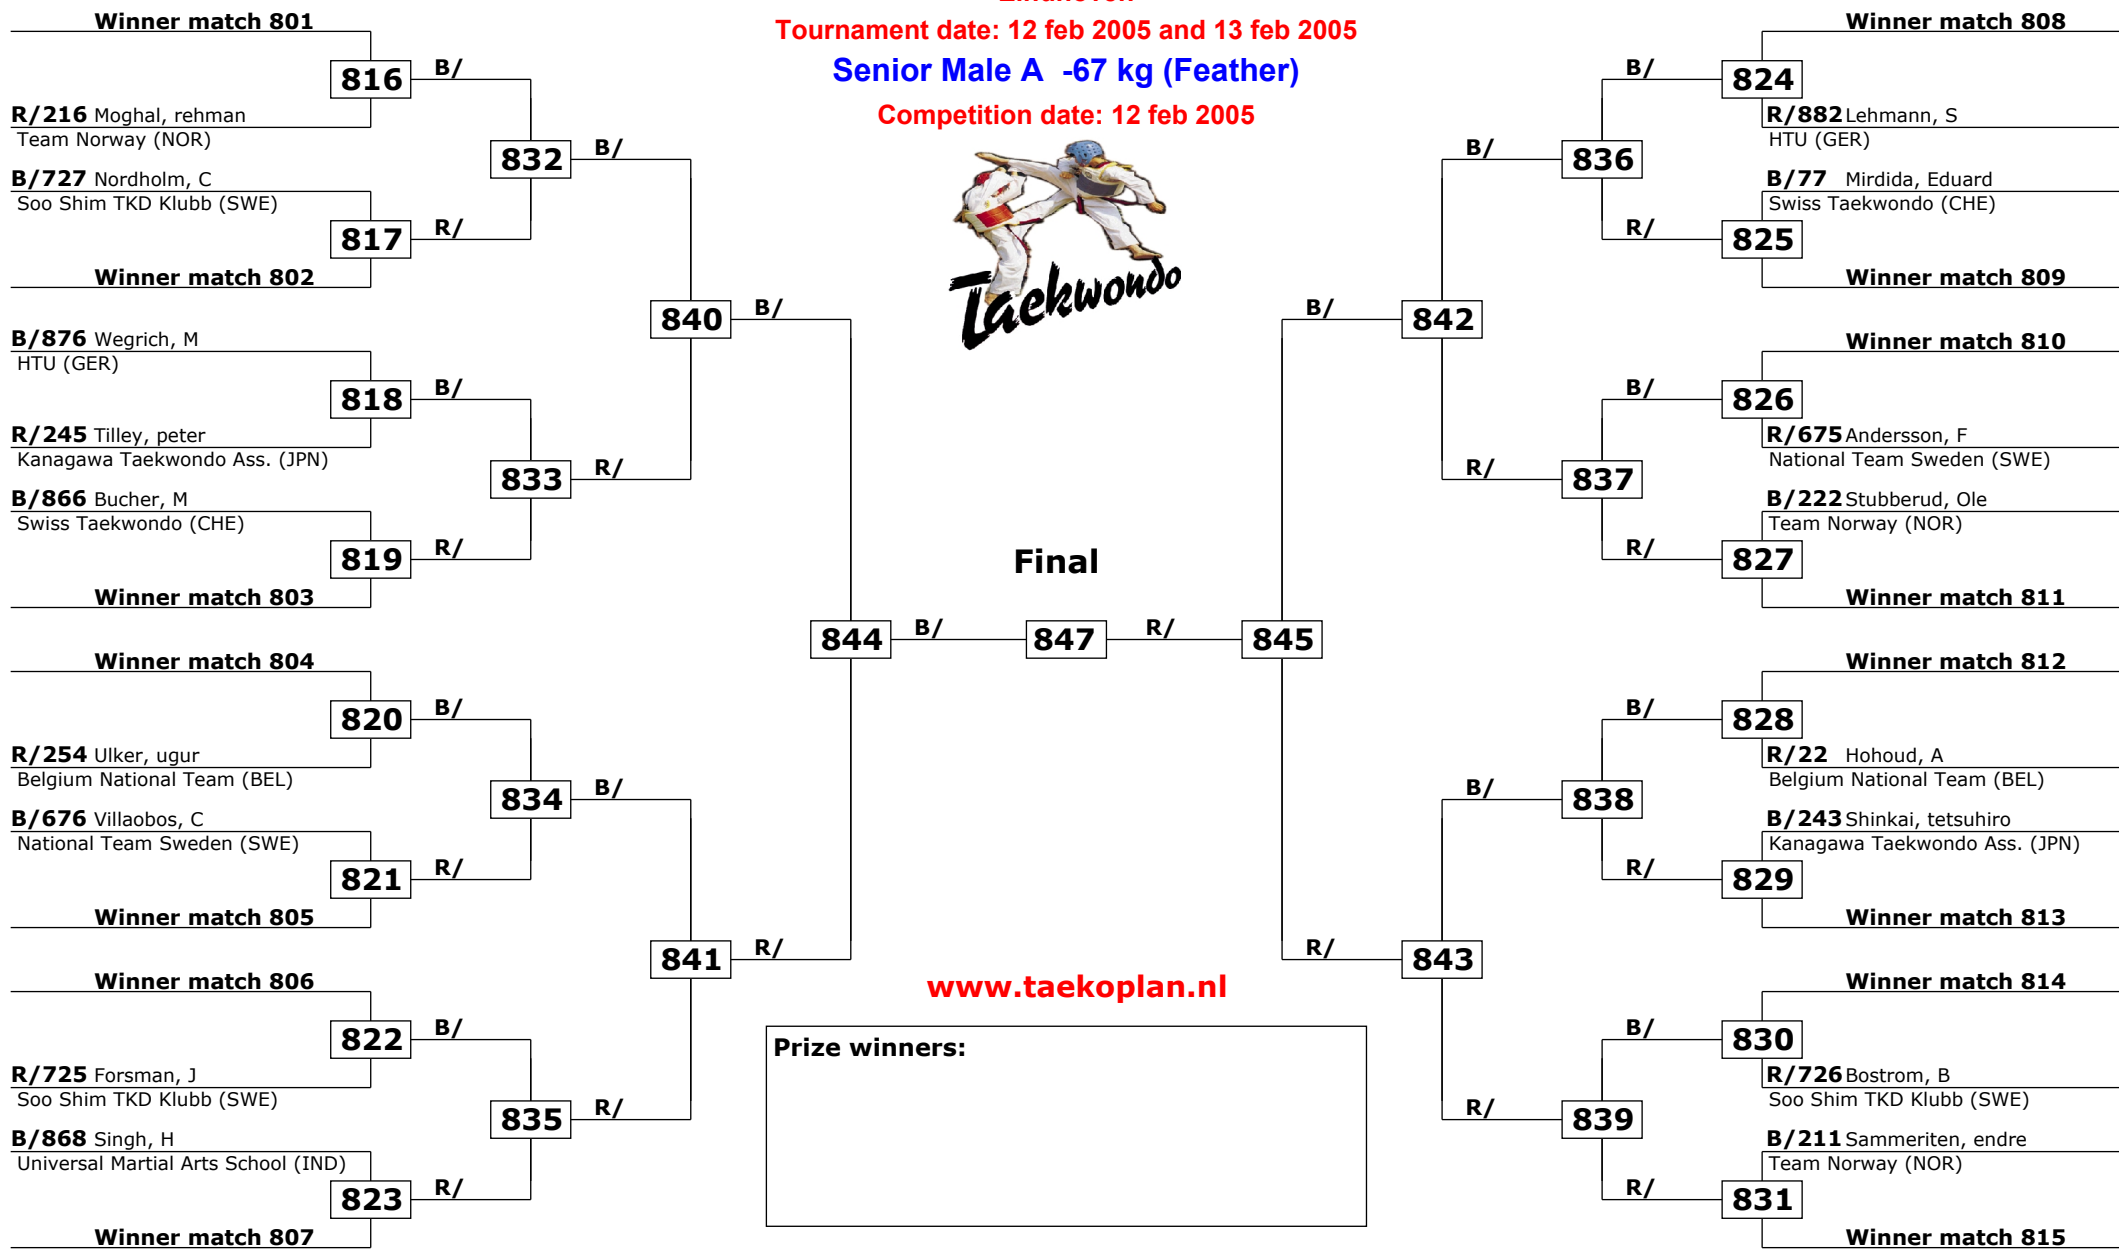 Eindhoven
Tournament date: 12 feb 2005 and 13 feb 2005
Senior Male A -67 kg (Feather)
Competition date: 12 feb 2005
Taekwondo
Winner match 801
816
B/
R/216 Moghal, rehman
Team Norway (NOR)
832
B/
B/727 Nordholm, C
Soo Shim TKD Klubb (SWE)
817
R/
Winner match 802
840
B/
B/876 Wegrich, M
HTU (GER)
818
B/
R/245 Tilley, peter
Kanagawa Taekwondo Ass. (JPN)
833
R/
B/866 Bucher, M
Swiss Taekwondo (CHE)
819
R/
Winner match 803
844
B/
Winner match 804
820
B/
R/254 Ulker, ugur
Belgium National Team (BEL)
834
B/
B/676 Villaobos, C
National Team Sweden (SWE)
821
R/
Winner match 805
841
R/
Winner match 806
822
B/
R/725 Forsman, J
Soo Shim TKD Klubb (SWE)
835
R/
B/868 Singh, H
Universal Martial Arts School (IND)
823
R/
Winner match 807
Final
847
R/
845
Winner match 808
B/
824
R/882 Lehmann, S
HTU (GER)
B/
836
B/77 Mirdida, Eduard
Swiss Taekwondo (CHE)
R/
825
Winner match 809
B/
842
Winner match 810
B/
826
R/675 Andersson, F
National Team Sweden (SWE)
R/
837
B/222 Stubberud, Ole
Team Norway (NOR)
R/
827
Winner match 811
Winner match 812
B/
828
R/22 Hohoud, A
Belgium National Team (BEL)
B/
838
B/243 Shinkai, tetsuhiro
Kanagawa Taekwondo Ass. (JPN)
R/
829
Winner match 813
R/
843
Winner match 814
B/
830
R/726 Bostrom, B
Soo Shim TKD Klubb (SWE)
R/
839
B/211 Sammeriten, endre
Team Norway (NOR)
R/
831
Winner match 815
www.taekoplan.nl
Prize winners: